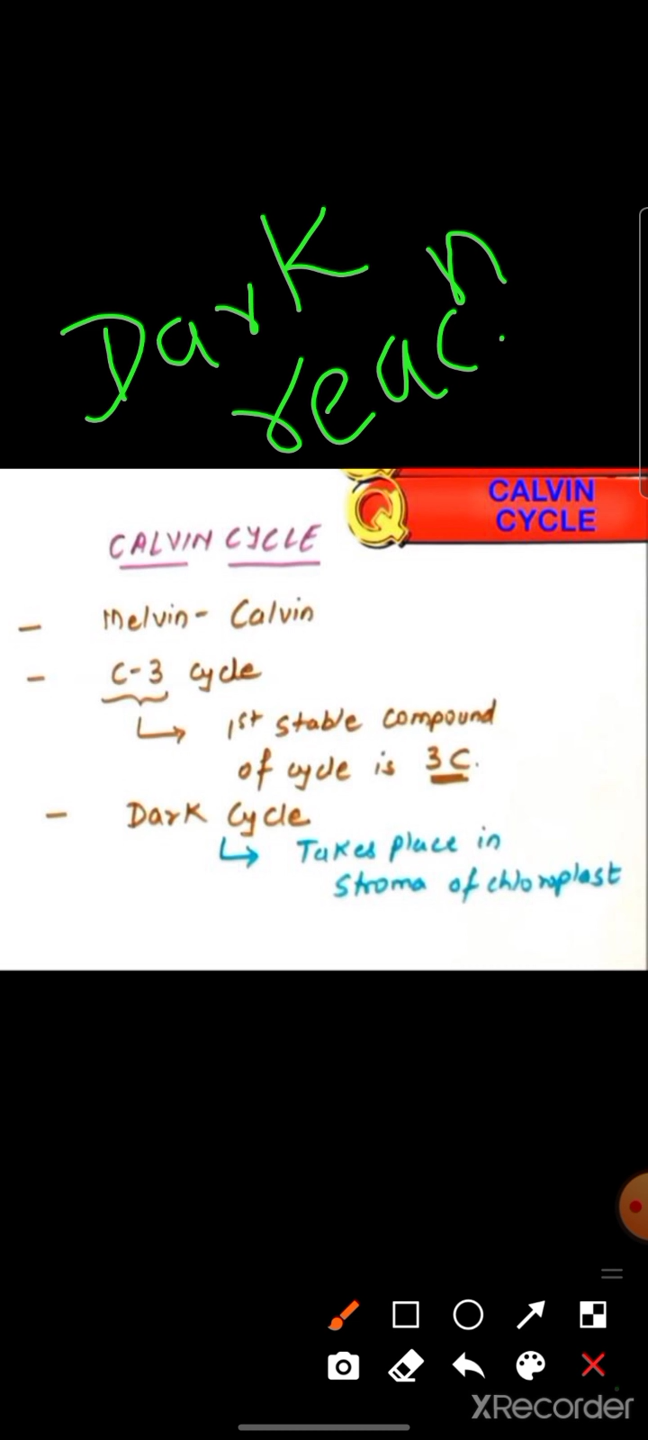 Dark
reac.n
CALVIN
CYCLE
CALVIN CYCLE
- Melvin - Calvin
- C-3 cycle
↳ 1st stable compound
of cycle is 3C.
- Dark Cycle
↳ Takes place in
stroma of chloroplast
XRecorder